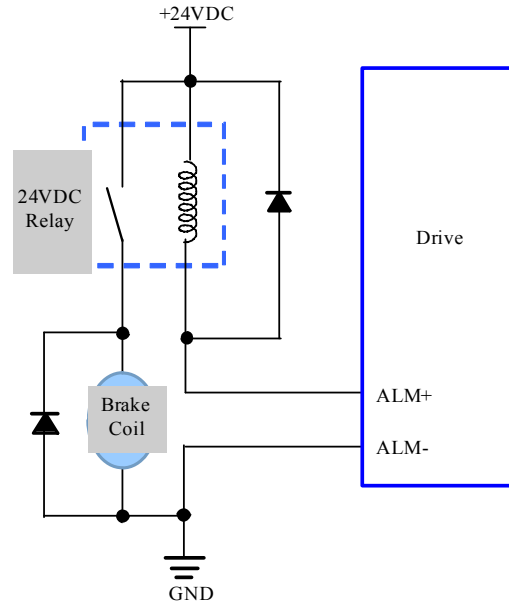 +24VDC
24VDC
Relay
Drive
Brake
Coil
ALM+
ALM-
GND